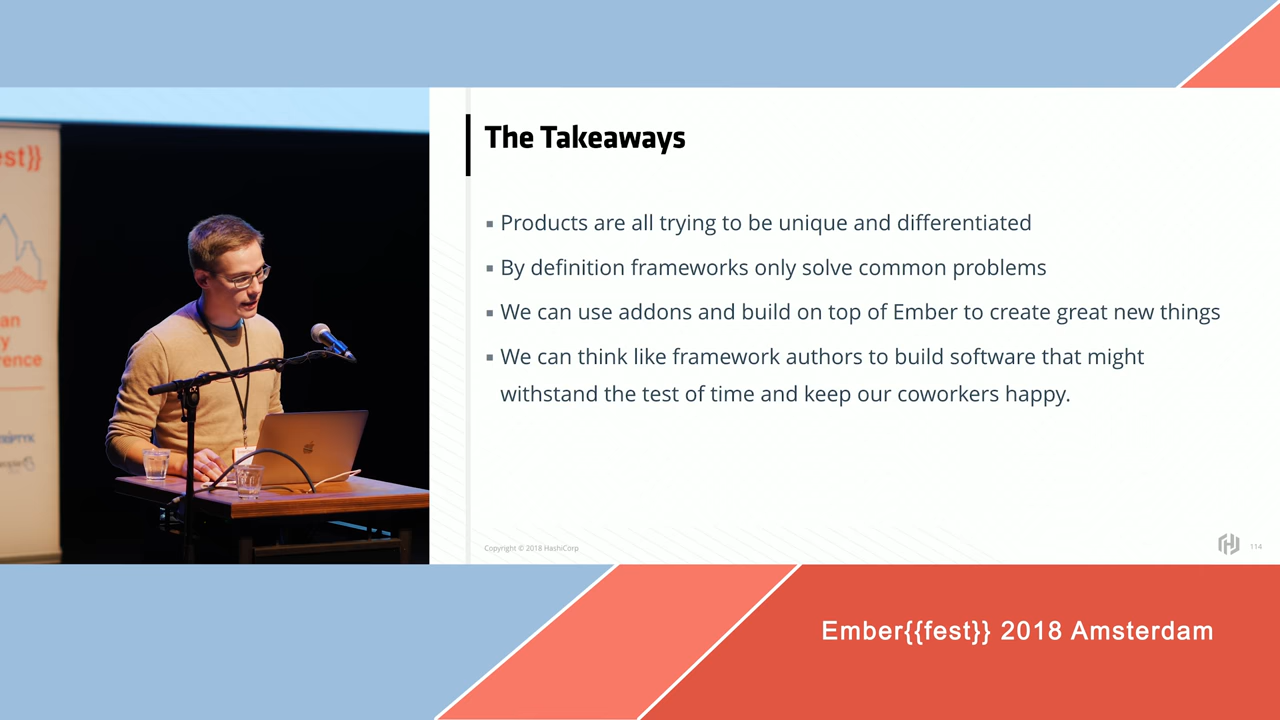 The Takeaways
Products are all trying to be unique and differentiated
By definition frameworks only solve common problems
We can use addons and build on top of Ember to create great new things
We can think like framework authors to build software that might
withstand the test of time and keep our coworkers happy.
Copyright © 2018 HashiCorp
114
Ember{{fest}} 2018 Amsterdam
est}}